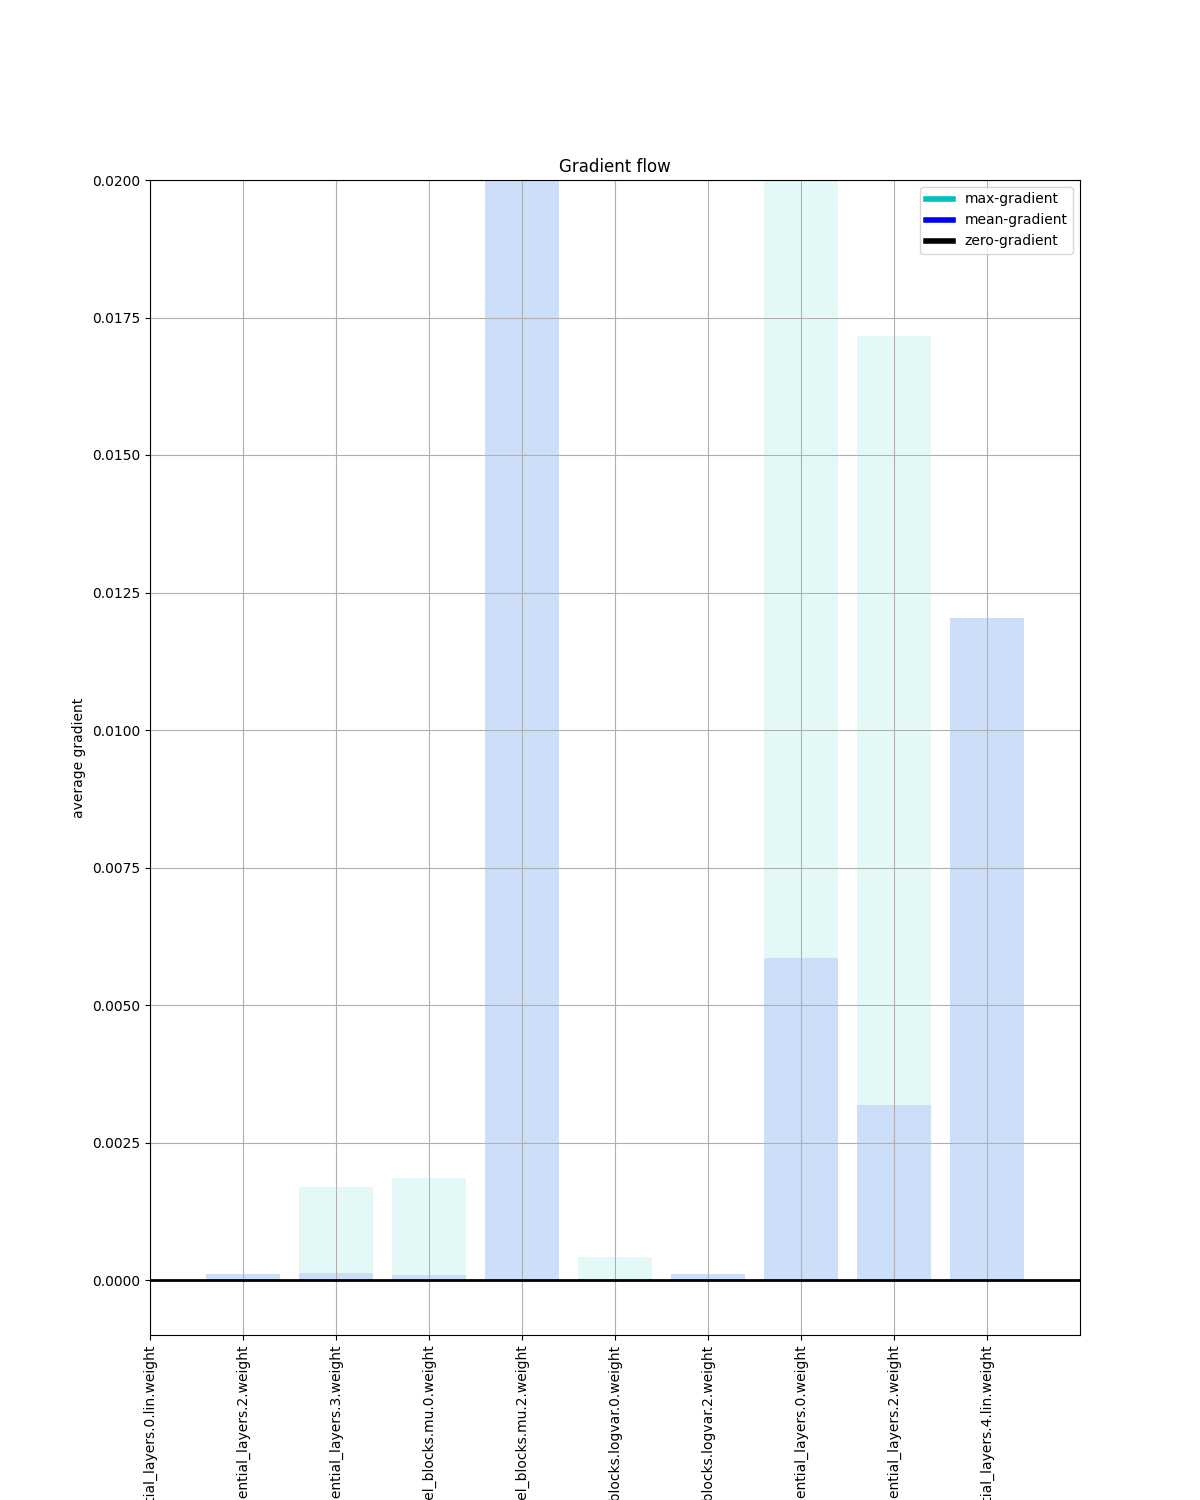 Gradient flow
max-gradient
mean-gradient
zero-gradient
0.0200
0.0175
0.0150
0.0125
0.0100
0.0075
0.0050
0.0025
0.0000
average gradient
tial_layers.0.lin.weight
ential_layers.2.weight
ential_layers.3.weight
el_blocks.mu.0.weight
el_blocks.mu.2.weight
blocks.logvar.0.weight
blocks.logvar.2.weight
ential_layers.0.weight
ential_layers.2.weight
tial_layers.4.lin.weight